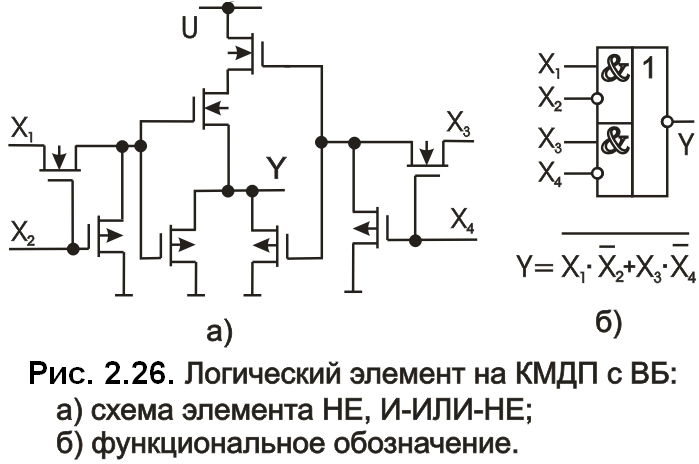 U
X₁
X₂
Y
X₃
X₄
а)
X₁
X₂
X₃
X₄
&
&
1
Y
Y= X̅₁·X̅₂+X₃·X̅₄
б)
Рис. 2.26. Логический элемент на КМДП с ВБ:
а) схема элемента НЕ, И-ИЛИ-НЕ;
б) функциональное обозначение.